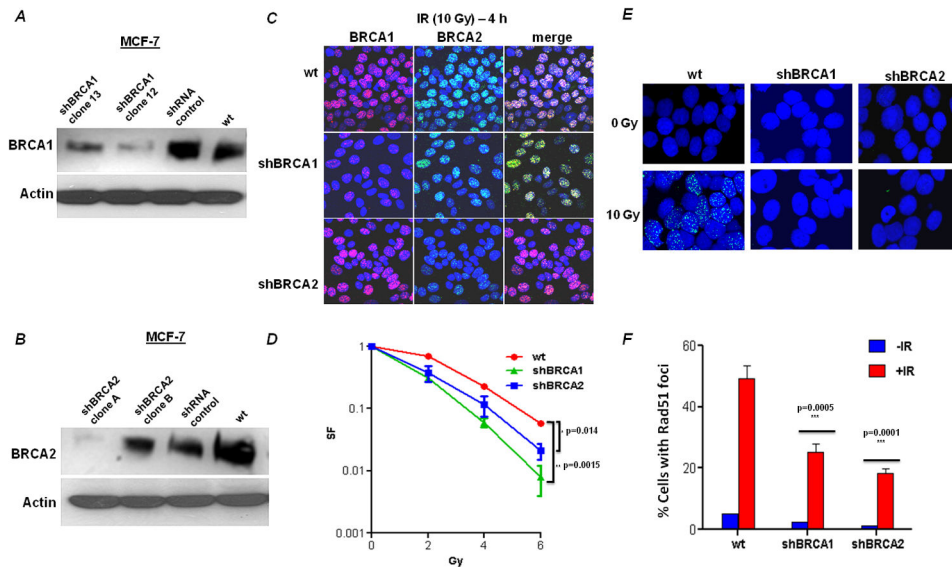 A
MCF-7
shBRCA1 clone 13
shBRCA1 clone 12
shRNA control
wt
BRCA1
Actin
B
MCF-7
shBRCA2 clone A
shBRCA2 clone B
shRNA control
wt
BRCA2
Actin
C
IR (10 Gy) – 4 h
BRCA1 BRCA2 merge
wt
shBRCA1
shBRCA2
D
wt
shBRCA1
shBRCA2
1
0.1
0.01
0.001
SF
0 2 4 6
Gy
p=0.014
p=0.0015
E
wt shBRCA1 shBRCA2
0 Gy
10 Gy
F
-IR
+IR
% Cells with Rad51 foci
60
40
20
0
p=0.0005
***
p=0.0001
***
wt shBRCA1 shBRCA2